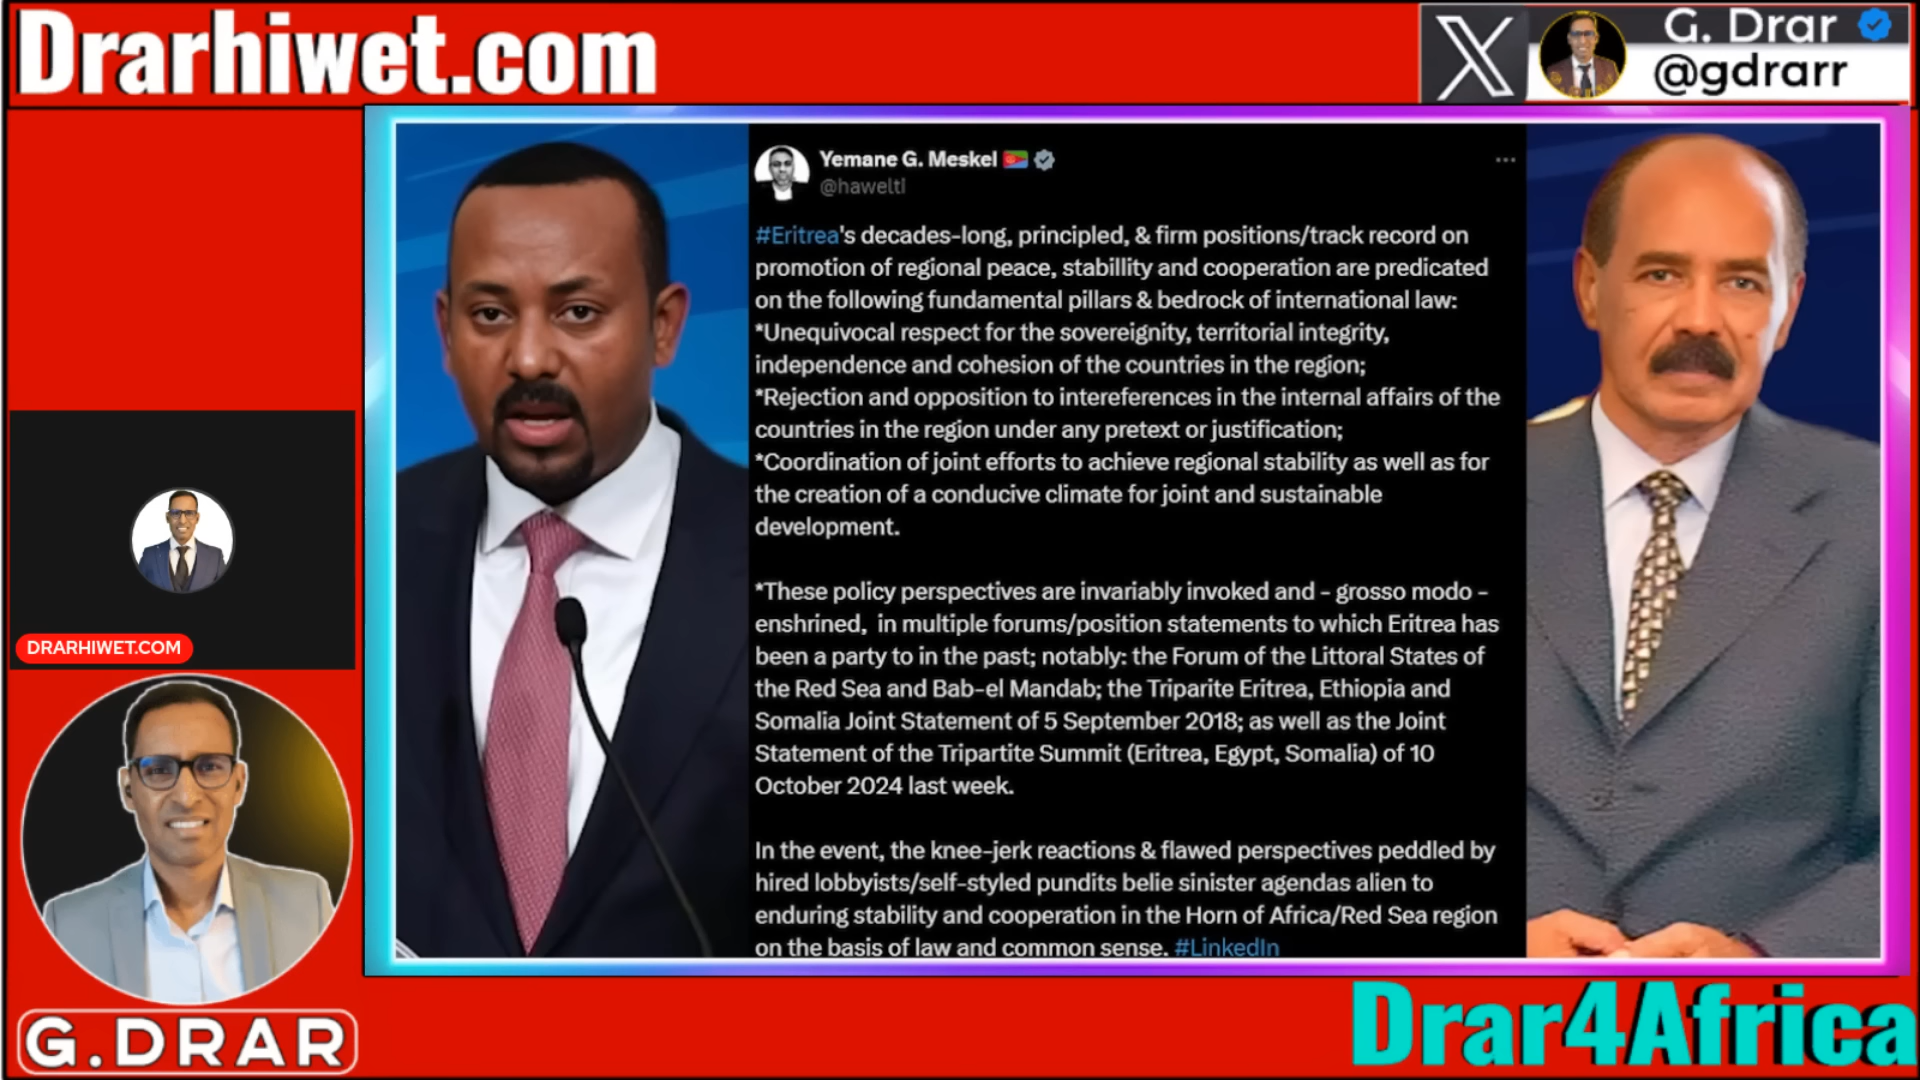 Drarhiwet.com
G. Drar
@gdrarr
Yemane G. Meskel
@hawelti
#Eritrea's decades-long, principled, & firm positions/track record on
promotion of regional peace, stabillity and cooperation are predicated
on the following fundamental pillars & bedrock of international law:
*Unequivocal respect for the sovereignity, territorial integrity,
independence and cohesion of the countries in the region;
*Rejection and opposition to intereferences in the internal affairs of the
countries in the region under any pretext or justification;
*Coordination of joint efforts to achieve regional stability as well as for
the creation of a conducive climate for joint and sustainable
development.
*These policy perspectives are invariably invoked and - grosso modo -
enshrined, in multiple forums/position statements to which Eritrea has
been a party to in the past; notably: the Forum of the Littoral States of
the Red Sea and Bab-el Mandab; the Triparite Eritrea, Ethiopia and
Somalia Joint Statement of 5 September 2018; as well as the Joint
Statement of the Tripartite Summit (Eritrea, Egypt, Somalia) of 10
October 2024 last week.
In the event, the knee-jerk reactions & flawed perspectives peddled by
hired lobbyists/self-styled pundits belie sinister agendas alien to
enduring stability and cooperation in the Horn of Africa/Red Sea region
on the basis of law and common sense. #LinkedIn
DRARHIWET.COM
G.DRAR
Drar4Africa